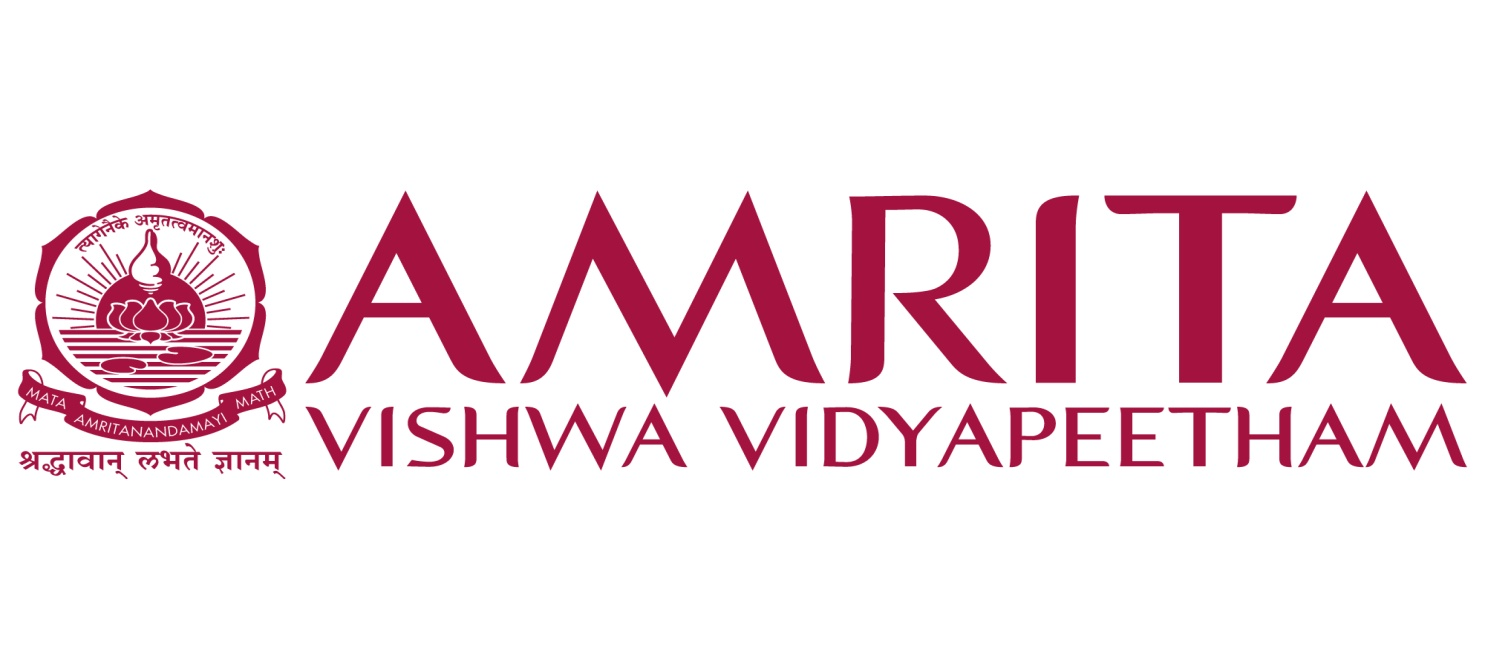 त्यागेनैके अमृतत्वमानशुः
MATA AMRITANANDAMAYI MATH
श्रद्धावान् लभते ज्ञानम्
AMRITA
VISHWA VIDYAPEETHAM